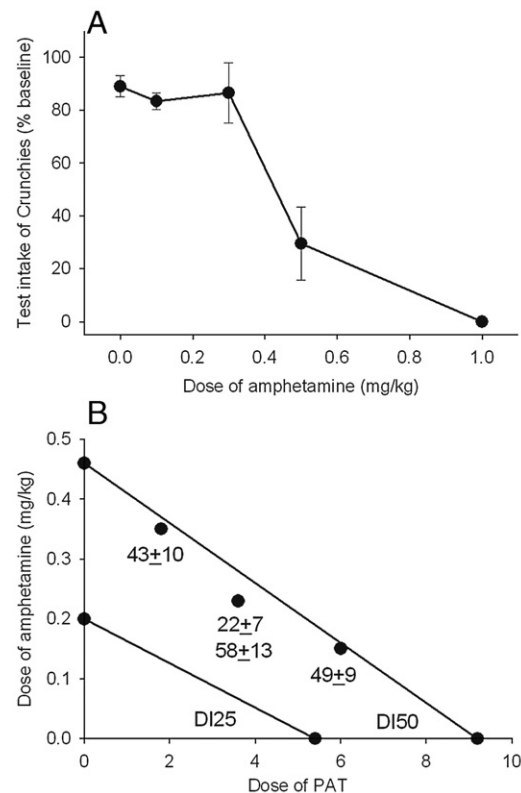 A
Test intake of Crunchies (% baseline)
100
80
60
40
20
0
0.0 0.2 0.4 0.6 0.8 1.0
Dose of amphetamine (mg/kg)
B
Dose of amphetamine (mg/kg)
0.5
0.4
0.3
0.2
0.1
0.0
43±10
22±7
58±13
49±9
DI25
DI50
0 2 4 6 8 10
Dose of PAT